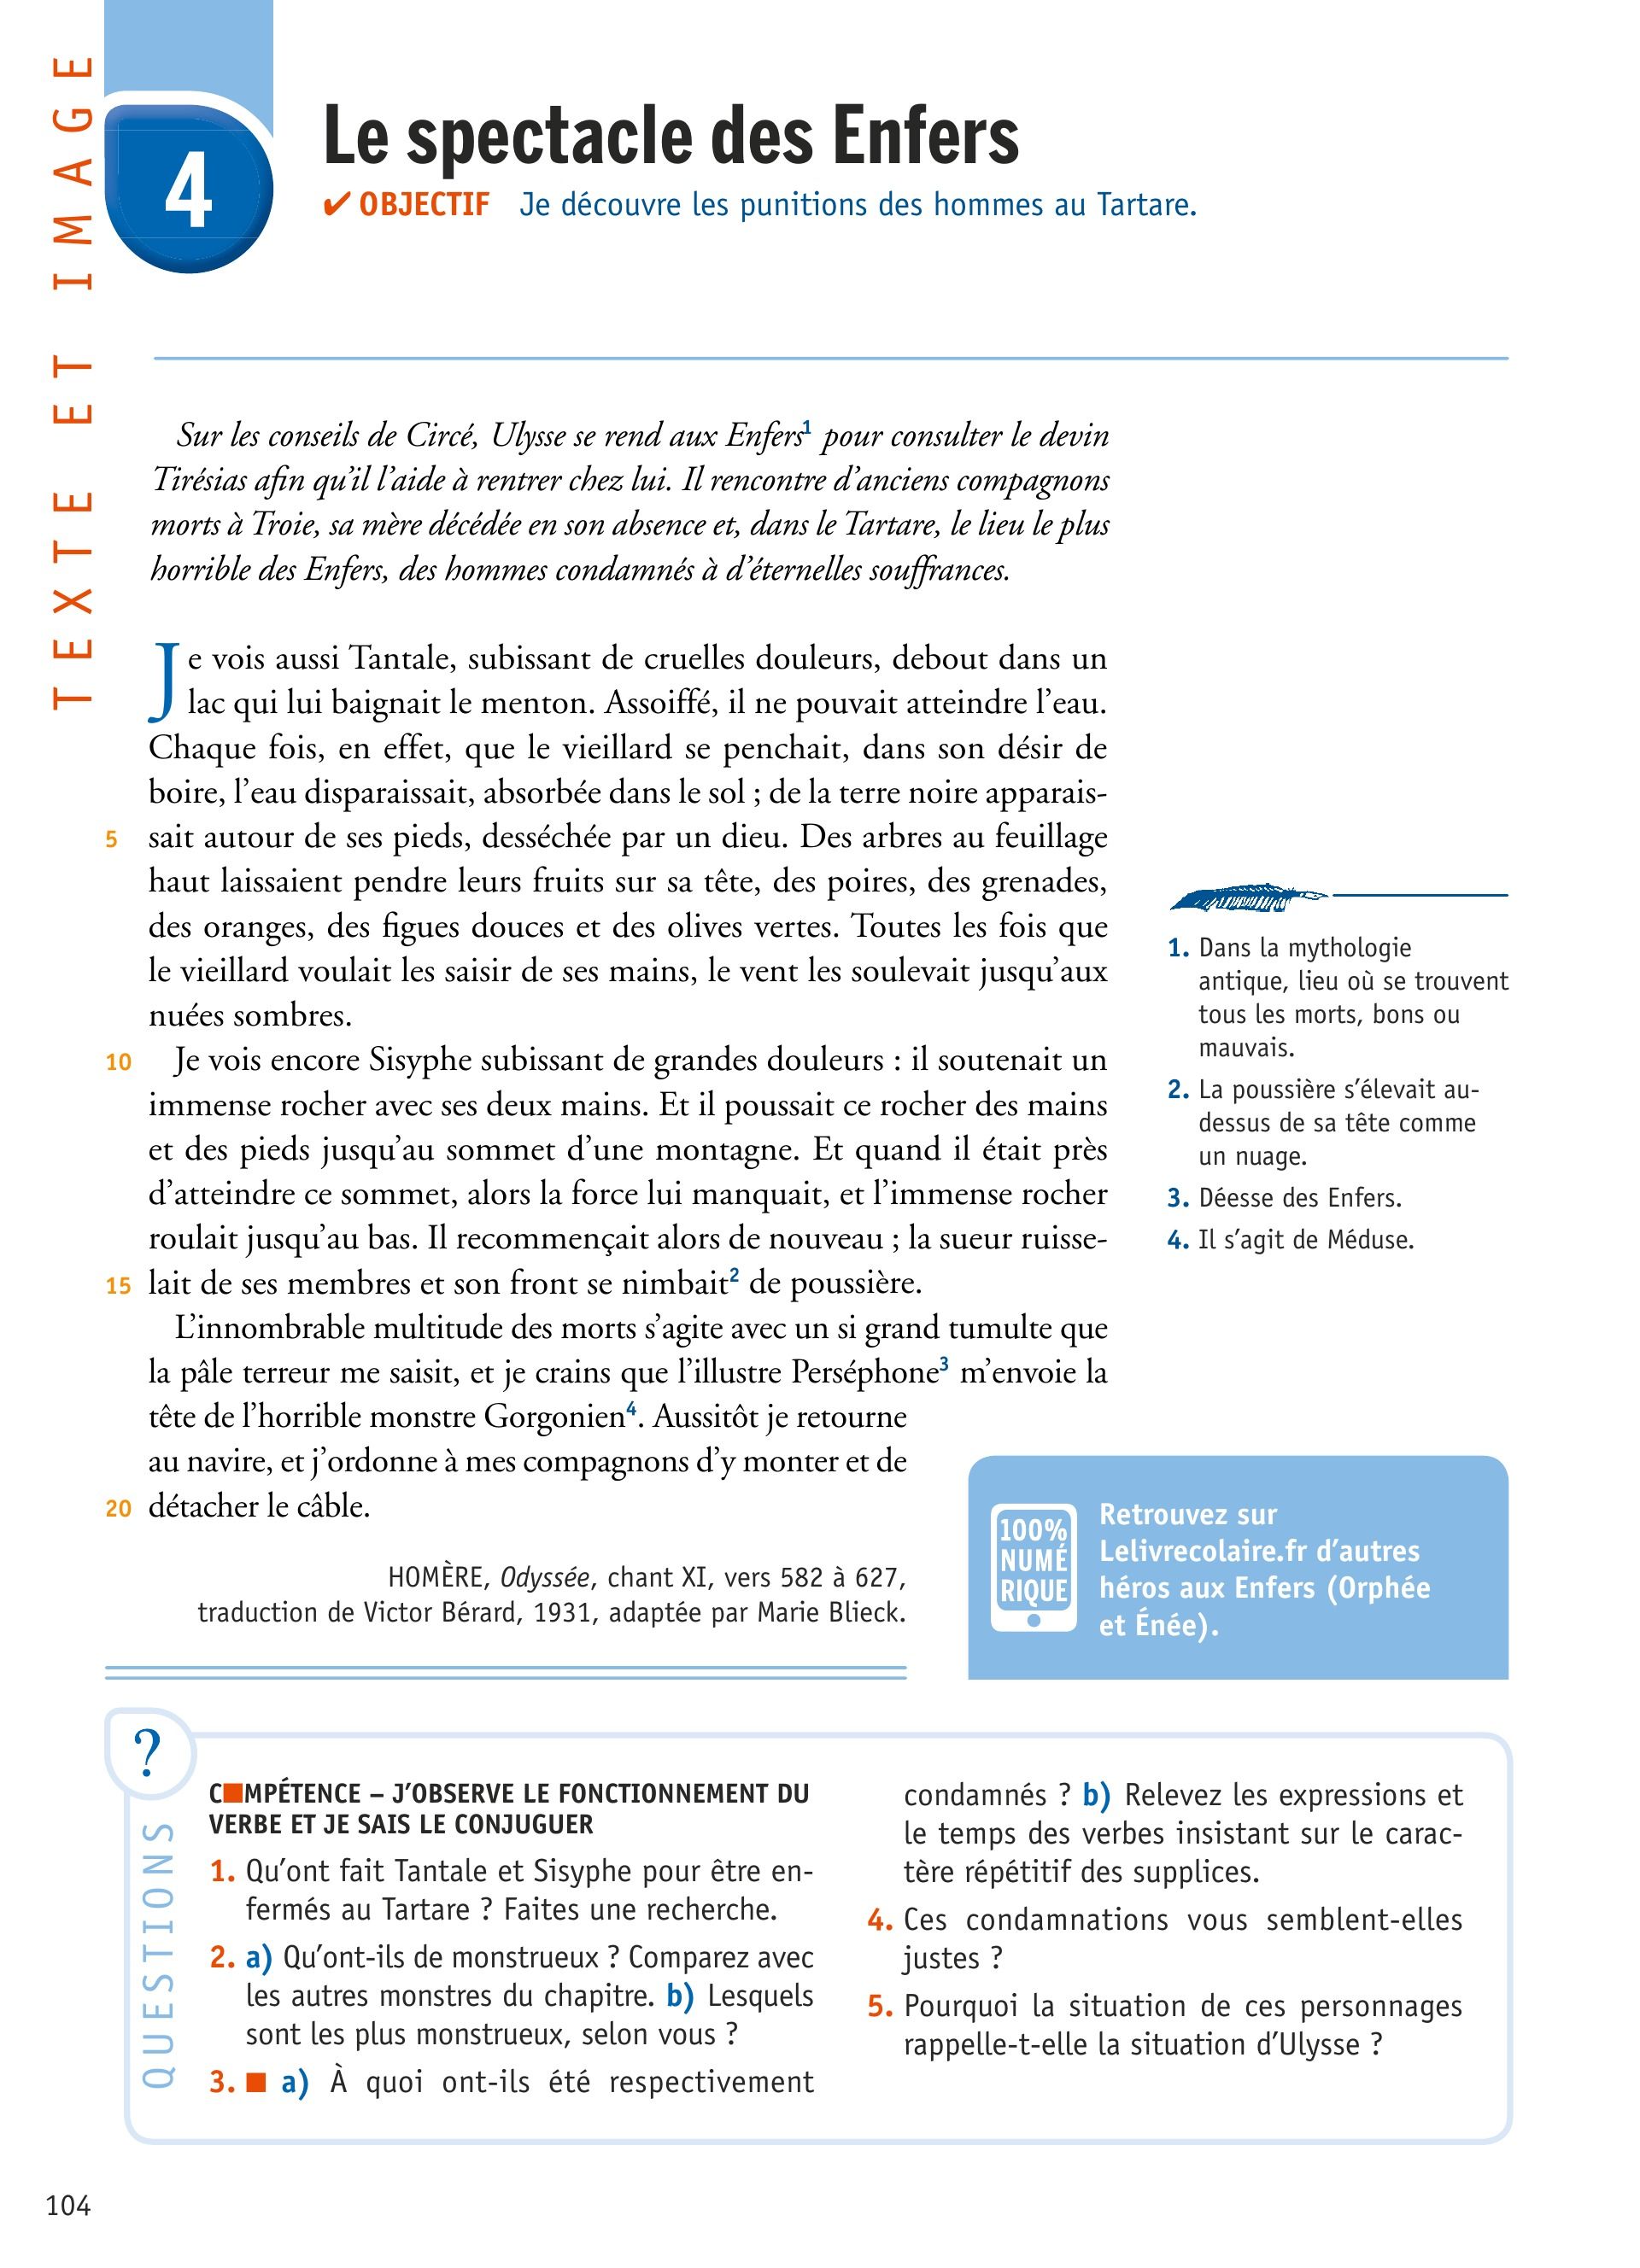 TEXTE ET IMAGE
4
Le spectacle des Enfers
✔ OBJECTIF Je découvre les punitions des hommes au Tartare.
Sur les conseils de Circé, Ulysse se rend aux Enfers1 pour consulter le devin
Tirésias afin qu’il l’aide à rentrer chez lui. Il rencontre d’anciens compagnons
morts à Troie, sa mère décédée en son absence et, dans le Tartare, le lieu le plus
horrible des Enfers, des hommes condamnés à d’éternelles souffrances.
Je vois aussi Tantale, subissant de cruelles douleurs, debout dans un
lac qui lui baignait le menton. Assoiffé, il ne pouvait atteindre l’eau.
Chaque fois, en effet, que le vieillard se penchait, dans son désir de
boire, l’eau disparaissait, absorbée dans le sol ; de la terre noire apparais-
5 sait autour de ses pieds, desséchée par un dieu. Des arbres au feuillage
haut laissaient pendre leurs fruits sur sa tête, des poires, des grenades,
des oranges, des figues douces et des olives vertes. Toutes les fois que
le vieillard voulait les saisir de ses mains, le vent les soulevait jusqu’aux
nuées sombres.
10 Je vois encore Sisyphe subissant de grandes douleurs : il soutenait un
immense rocher avec ses deux mains. Et il poussait ce rocher des mains
et des pieds jusqu’au sommet d’une montagne. Et quand il était près
d’atteindre ce sommet, alors la force lui manquait, et l’immense rocher
roulait jusqu’au bas. Il recommençait alors de nouveau ; la sueur ruisse-
15 lait de ses membres et son front se nimbait2 de poussière.
L’innombrable multitude des morts s’agite avec un si grand tumulte que
la pâle terreur me saisit, et je crains que l’illustre Perséphone3 m’envoie la
tête de l’horrible monstre Gorgonien4. Aussitôt je retourne
au navire, et j’ordonne à mes compagnons d’y monter et de
20 détacher le câble.
HOMÈRE, Odyssée, chant XI, vers 582 à 627,
traduction de Victor Bérard, 1931, adaptée par Marie Blieck.
1. Dans la mythologie
antique, lieu où se trouvent
tous les morts, bons ou
mauvais.
2. La poussière s’élevait au-
dessus de sa tête comme
un nuage.
3. Déesse des Enfers.
4. Il s’agit de Méduse.
100%
NUMÉ
RIQUE
Retrouvez sur
Lelivrecolaire.fr d’autres
héros aux Enfers (Orphée
et Énée).
?
QUESTIONS
C■MPÉTENCE – J’OBSERVE LE FONCTIONNEMENT DU
VERBE ET JE SAIS LE CONJUGUER
1. Qu’ont fait Tantale et Sisyphe pour être en-
fermés au Tartare ? Faites une recherche.
2. a) Qu’ont-ils de monstrueux ? Comparez avec
les autres monstres du chapitre. b) Lesquels
sont les plus monstrueux, selon vous ?
3. ■ a) À quoi ont-ils été respectivement
condamnés ? b) Relevez les expressions et
le temps des verbes insistant sur le carac-
tère répétitif des supplices.
4. Ces condamnations vous semblent-elles
justes ?
5. Pourquoi la situation de ces personnages
rappelle-t-elle la situation d’Ulysse ?
104